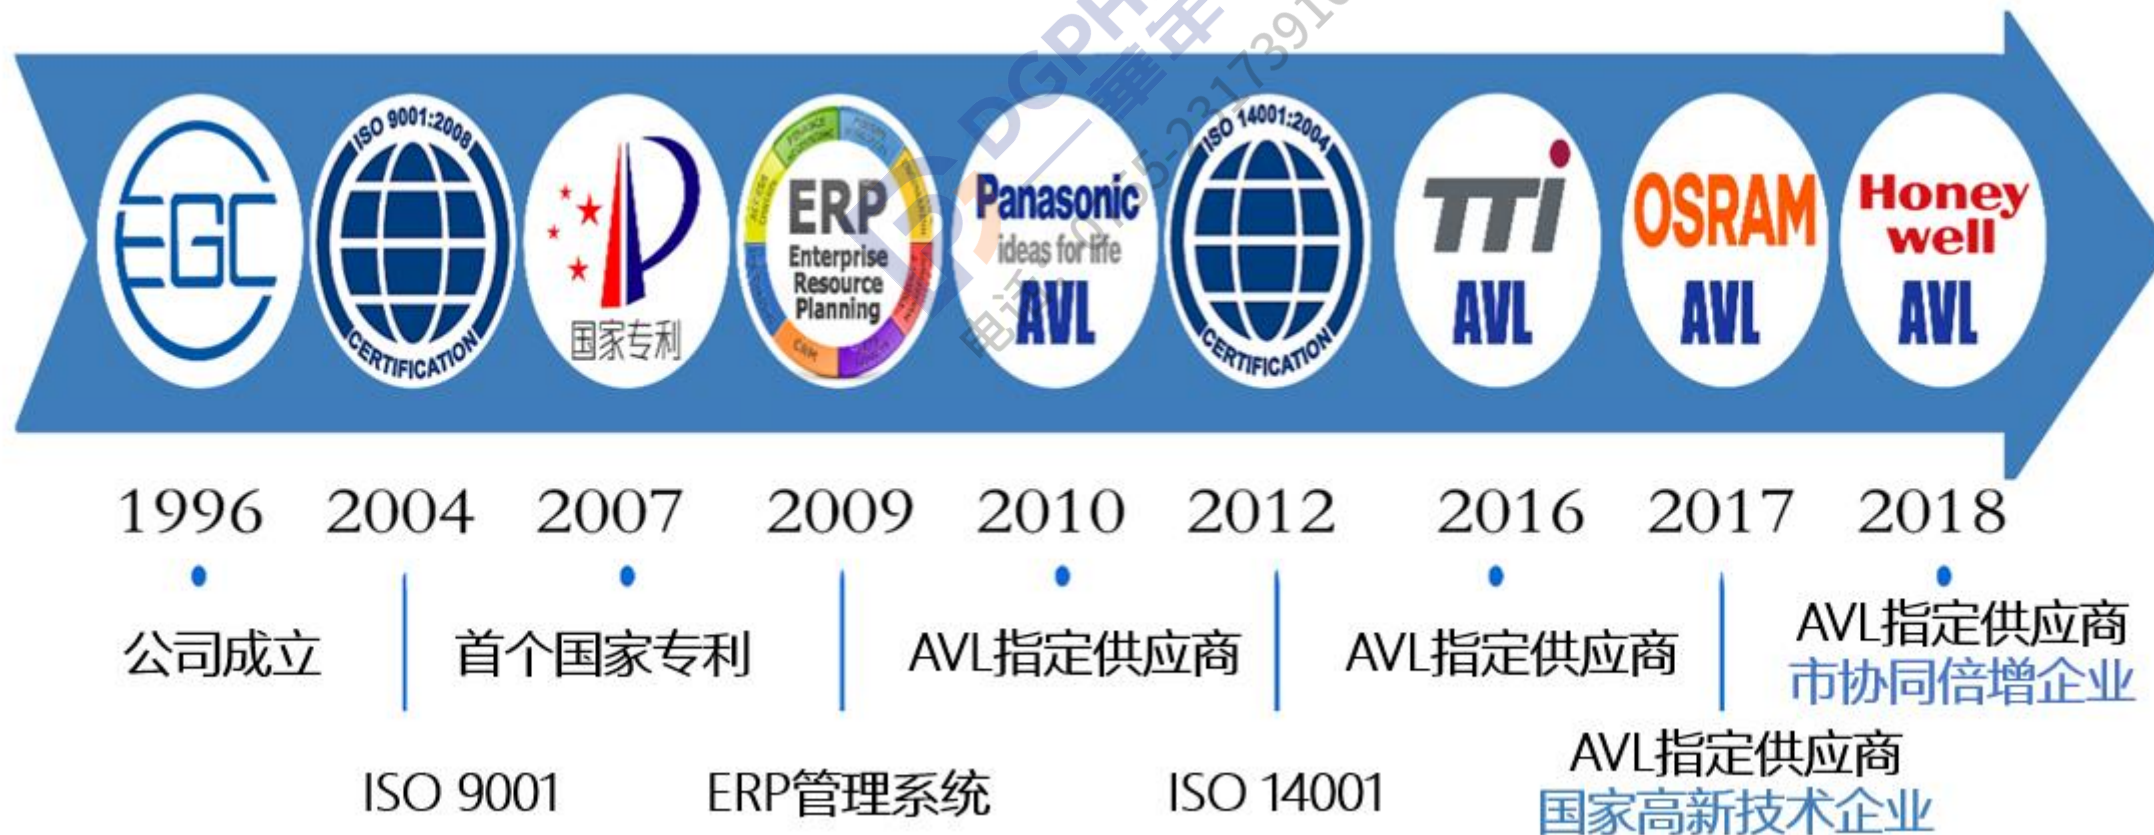 EGC
ISO 9001:2008
CERTIFICATION
国家专利
ERP
Enterprise
Resource
Planning
CRM
Panasonic
ideas for life
AVL
ISO 14001:2004
CERTIFICATION
TTi
AVL
OSRAM
AVL
Honey
well
AVL
1996 2004 2007 2009 2010 2012 2016 2017 2018
公司成立
ISO 9001
首个国家专利
ERP管理系统
AVL指定供应商
ISO 14001
AVL指定供应商
AVL指定供应商
国家高新技术企业
AVL指定供应商
市协同倍增企业